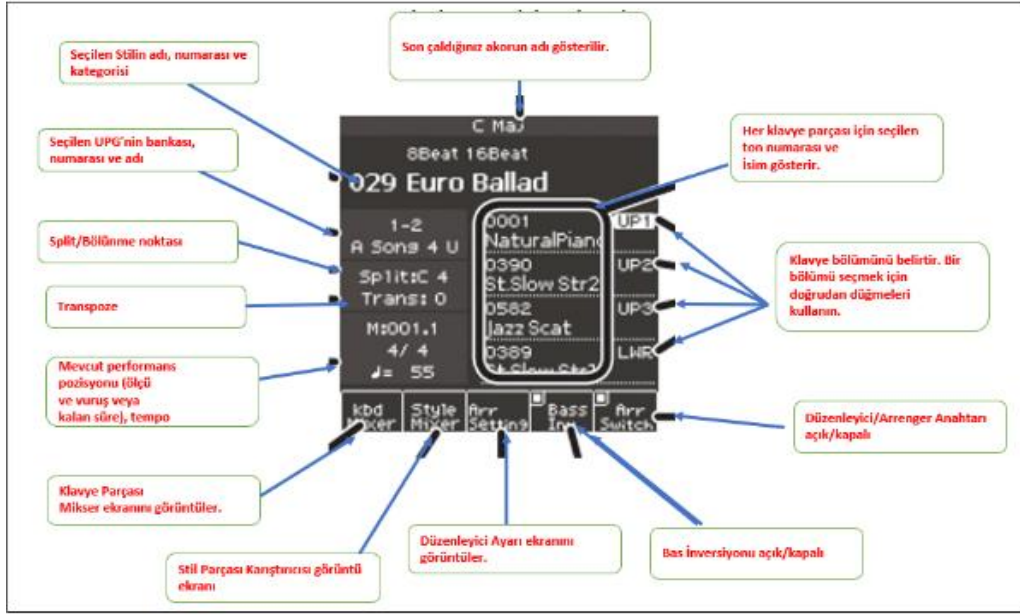 Son çaldığınız akorun adı gösterilir.
Seçilen Stilin adı, numarası ve
kategorisi
Seçilen UPG'nin bankası,
numarası ve adı
Split/Bölünme noktası
Transpoze
Mevcut performans
pozisyonu (ölçü
ve vuruş veya
kalan süre), tempo
Klavye Parçası
Mikser ekranını görüntüler.
Stil Parçası Karıştırıcısı görüntü
ekranı
Düzenleyici Ayarı ekranını
görüntüler.
Bas İnversiyonu açık/kapalı
Düzenleyici/Arrenger Anahtarı
açık/kapalı
Klavye bölümünü belirtir. Bir
bölümü seçmek için
doğrudan düğmeleri
kullanın.
Her klavye parçası için seçilen
ton numarası ve
İsim gösterir.
C Maj
8Beat 16Beat
029 Euro Ballad
1-2
A Song 4 U
Split:C 4
Trans: 0
M:001.1
4/ 4
♩= 55
0001
NaturalPiano
UP1
0390
St.Slow Str2
UP2
0582
Jazz Scat
UP3
0389
LWR
kbd
Mixer
Style
Mixer
Arr
Setting
Bass
Inv
Arr
Switch